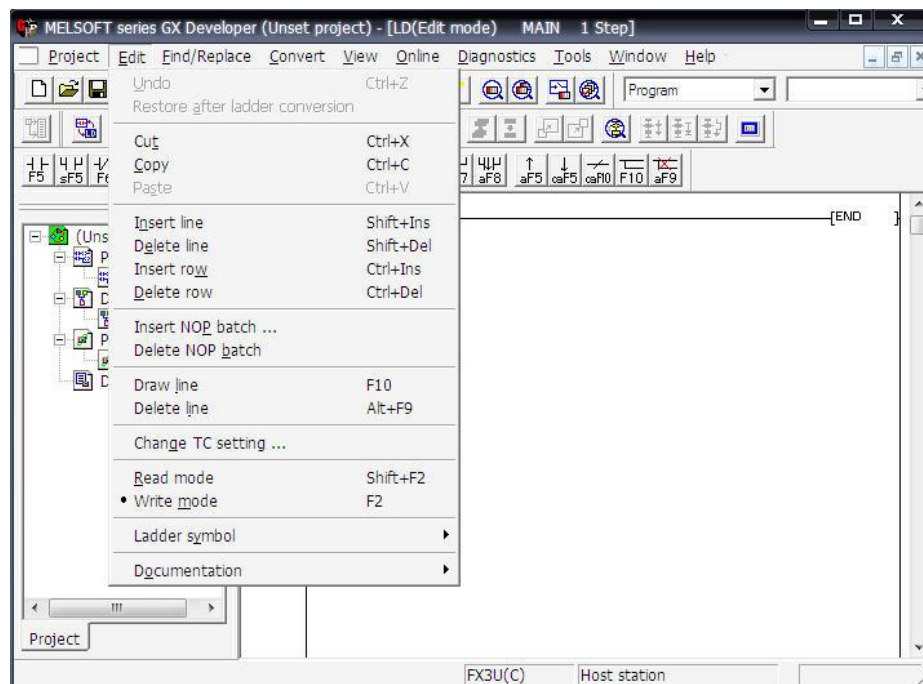 MELSOFT series GX Developer (Unset project) - [LD(Edit mode) MAIN 1 Step]
Project Edit Find/Replace Convert View Online Diagnostics Tools Window Help
Program
F5 sF5 aF8 aF5 caF5 caF10 F10 aF9
Undo Ctrl+Z
Restore after ladder conversion
Cut Ctrl+X
Copy Ctrl+C
Paste Ctrl+V
Insert line Shift+Ins
Delete line Shift+Del
Insert row Ctrl+Ins
Delete row Ctrl+Del
Insert NOP batch ...
Delete NOP batch
Draw line F10
Delete line Alt+F9
Change TC setting ...
Read mode Shift+F2
• Write mode F2
Ladder symbol
Documentation
(Uns
P
D
P
D
[END ]
Project
FX3U(C) Host station